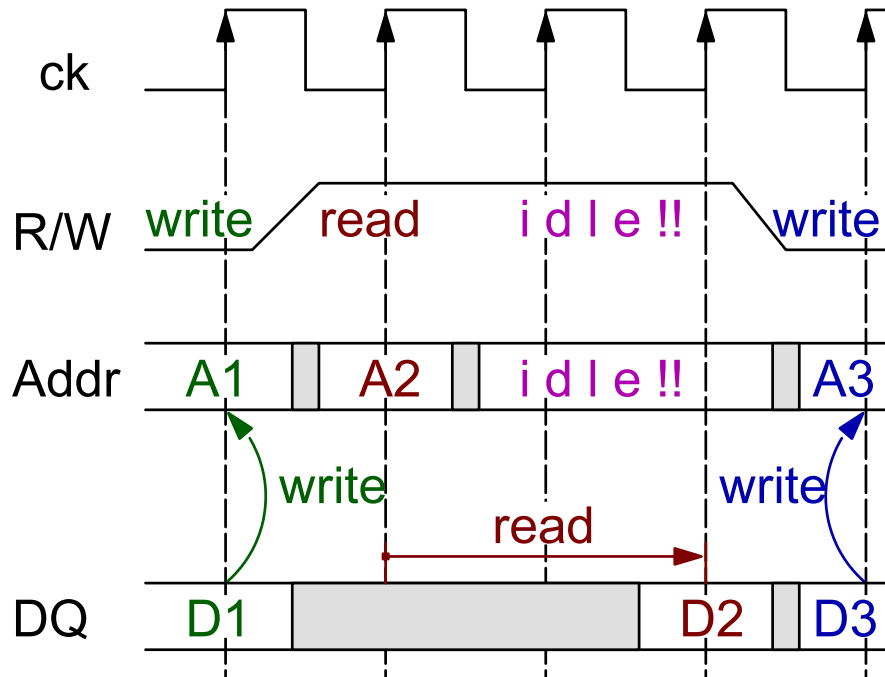 ck
R/W write read i d l e !! write
Addr A1 A2 i d l e !! A3
write write
read
DQ D1 D2 D3